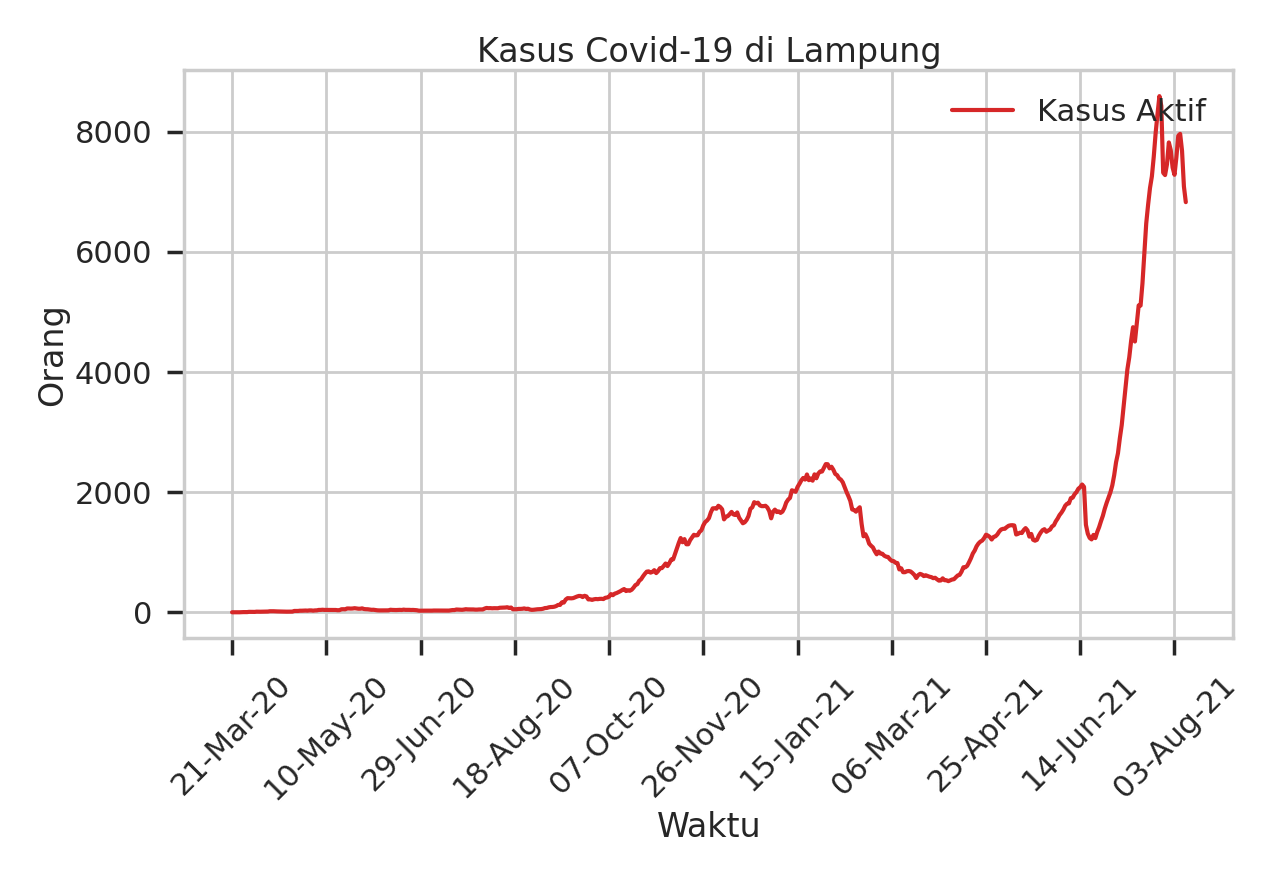 Kasus Covid-19 di Lampung
Kasus Aktif
Orang
8000
6000
4000
2000
0
21-Mar-20
10-May-20
29-Jun-20
18-Aug-20
07-Oct-20
26-Nov-20
15-Jan-21
06-Mar-21
25-Apr-21
14-Jun-21
03-Aug-21
Waktu